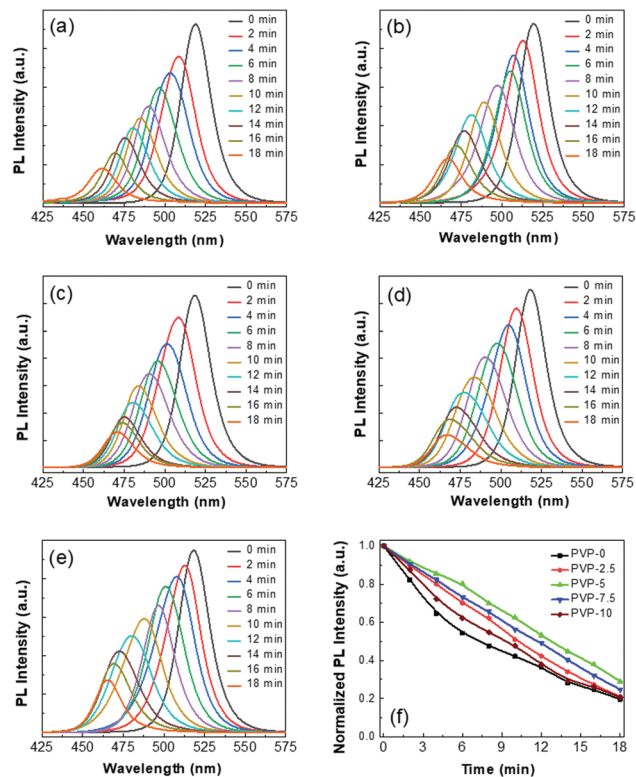 (a)
PL Intensity (a.u.)
0 min
2 min
4 min
6 min
8 min
10 min
12 min
14 min
16 min
18 min
425 450 475 500 525 550 575
Wavelength (nm)
(b)
PL Intensity (a.u.)
0 min
2 min
4 min
6 min
8 min
10 min
12 min
14 min
16 min
18 min
425 450 475 500 525 550 575
Wavelength (nm)
(c)
PL Intensity (a.u.)
0 min
2 min
4 min
6 min
8 min
10 min
12 min
14 min
16 min
18 min
425 450 475 500 525 550 575
Wavelength (nm)
(d)
PL Intensity (a.u.)
0 min
2 min
4 min
6 min
8 min
10 min
12 min
14 min
16 min
18 min
425 450 475 500 525 550 575
Wavelength (nm)
(e)
PL Intensity (a.u.)
0 min
2 min
4 min
6 min
8 min
10 min
12 min
14 min
16 min
18 min
425 450 475 500 525 550 575
Wavelength (nm)
Normalized PL Intensity (a.u.)
1.0
0.8
0.6
0.4
0.2
0.0
PVP-0
PVP-2.5
PVP-5
PVP-7.5
PVP-10
(f)
0 3 6 9 12 15 18
Time (min)